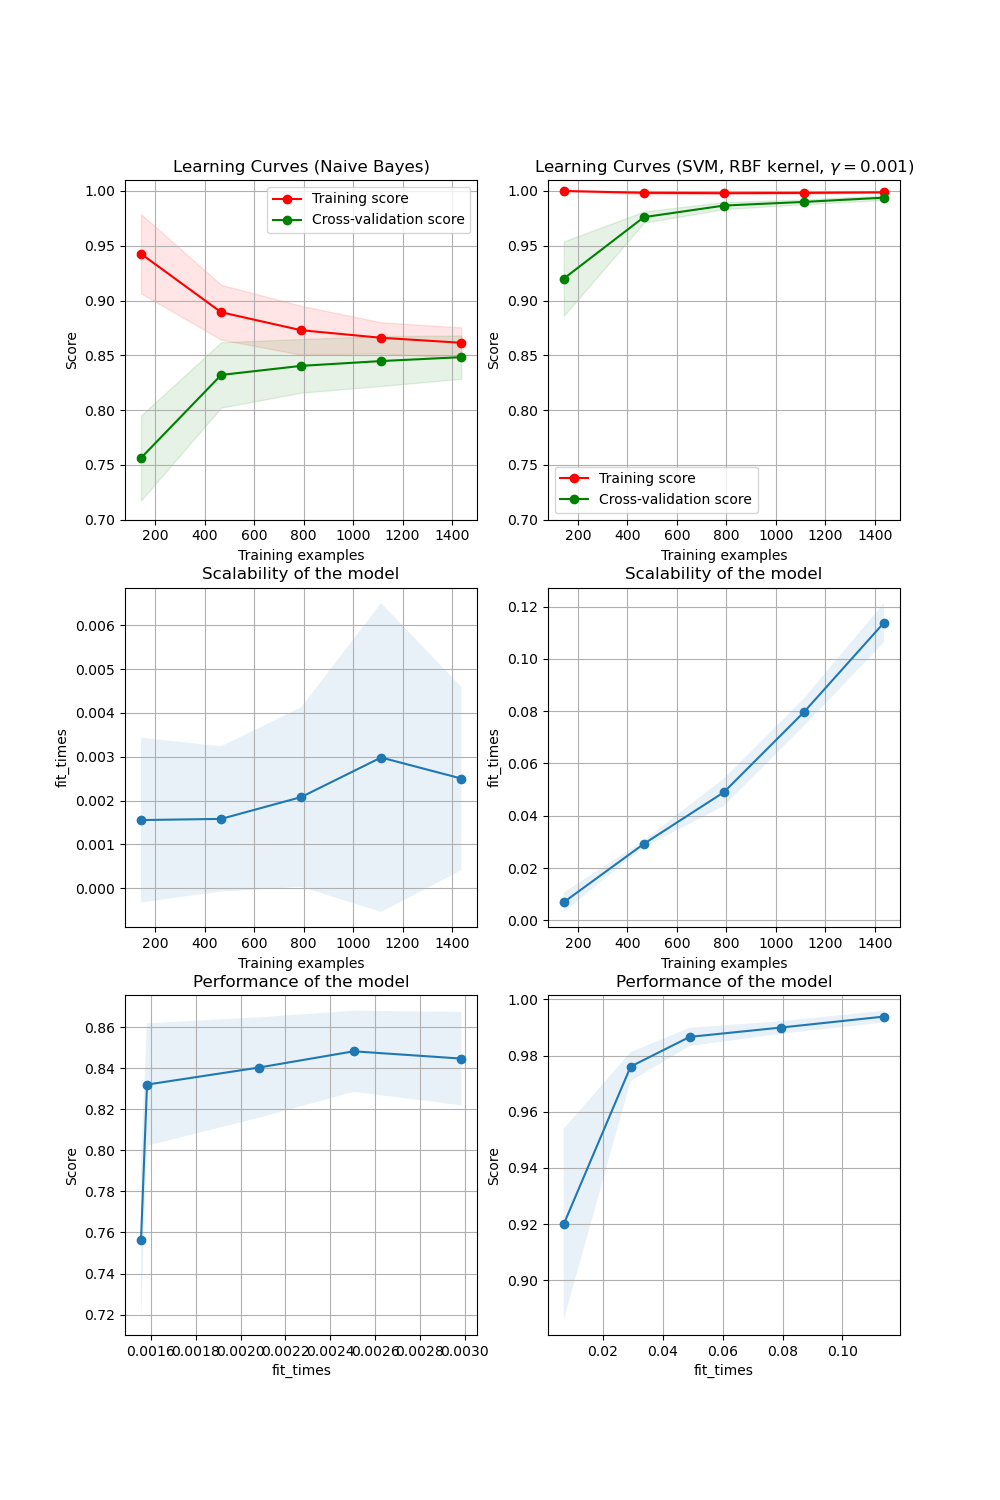 Learning Curves (Naive Bayes)
Score
1.00
0.95
0.90
0.85
0.80
0.75
0.70
Training score
Cross-validation score
200 400 600 800 1000 1200 1400
Training examples
Learning Curves (SVM, RBF kernel, γ = 0.001)
Score
1.00
0.95
0.90
0.85
0.80
0.75
0.70
Training score
Cross-validation score
200 400 600 800 1000 1200 1400
Training examples
Scalability of the model
fit_times
0.006
0.005
0.004
0.003
0.002
0.001
0.000
200 400 600 800 1000 1200 1400
Training examples
Scalability of the model
fit_times
0.12
0.10
0.08
0.06
0.04
0.02
0.00
200 400 600 800 1000 1200 1400
Training examples
Performance of the model
Score
0.86
0.84
0.82
0.80
0.78
0.76
0.74
0.72
0.0016 0.0018 0.0020 0.0022 0.0024 0.0026 0.0028 0.0030
fit_times
Performance of the model
Score
1.00
0.98
0.96
0.94
0.92
0.90
0.02 0.04 0.06 0.08 0.10
fit_times